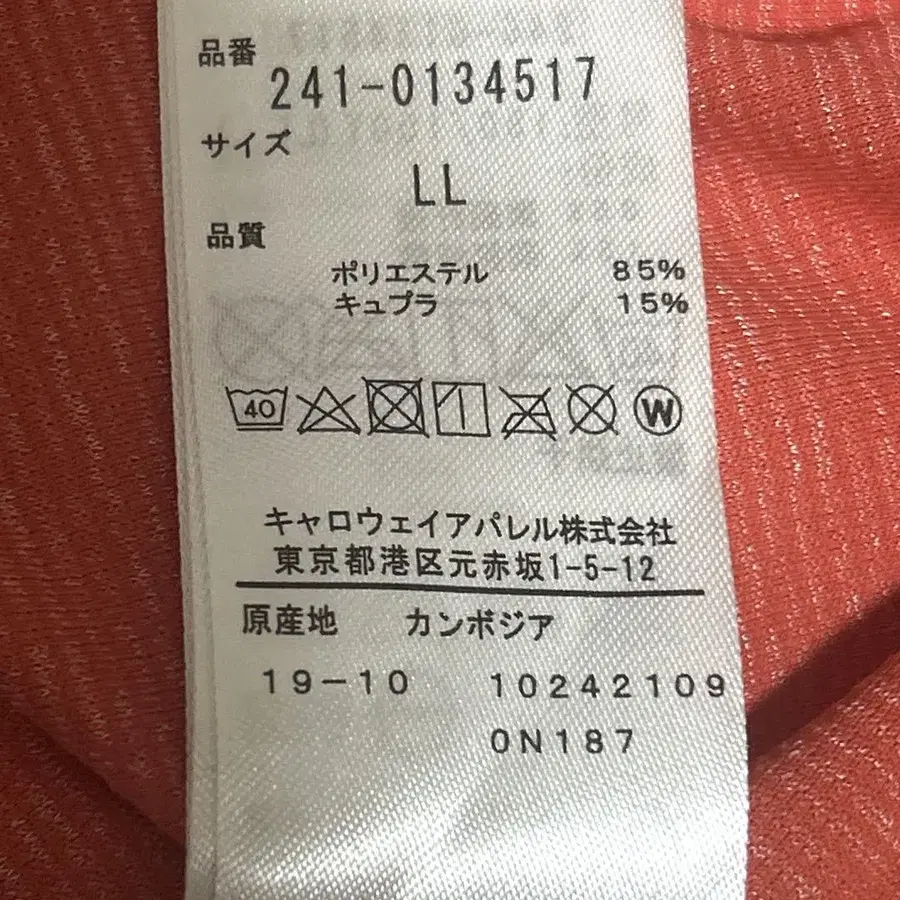 品番
241-0134517
サイズ
LL
品質
ポリエステル 85%
キュプラ 15%
40 W
キャロウェイアパレル株式会社
東京都港区元赤坂1-5-12
原産地 カンボジア
19-10 10242109
0N187